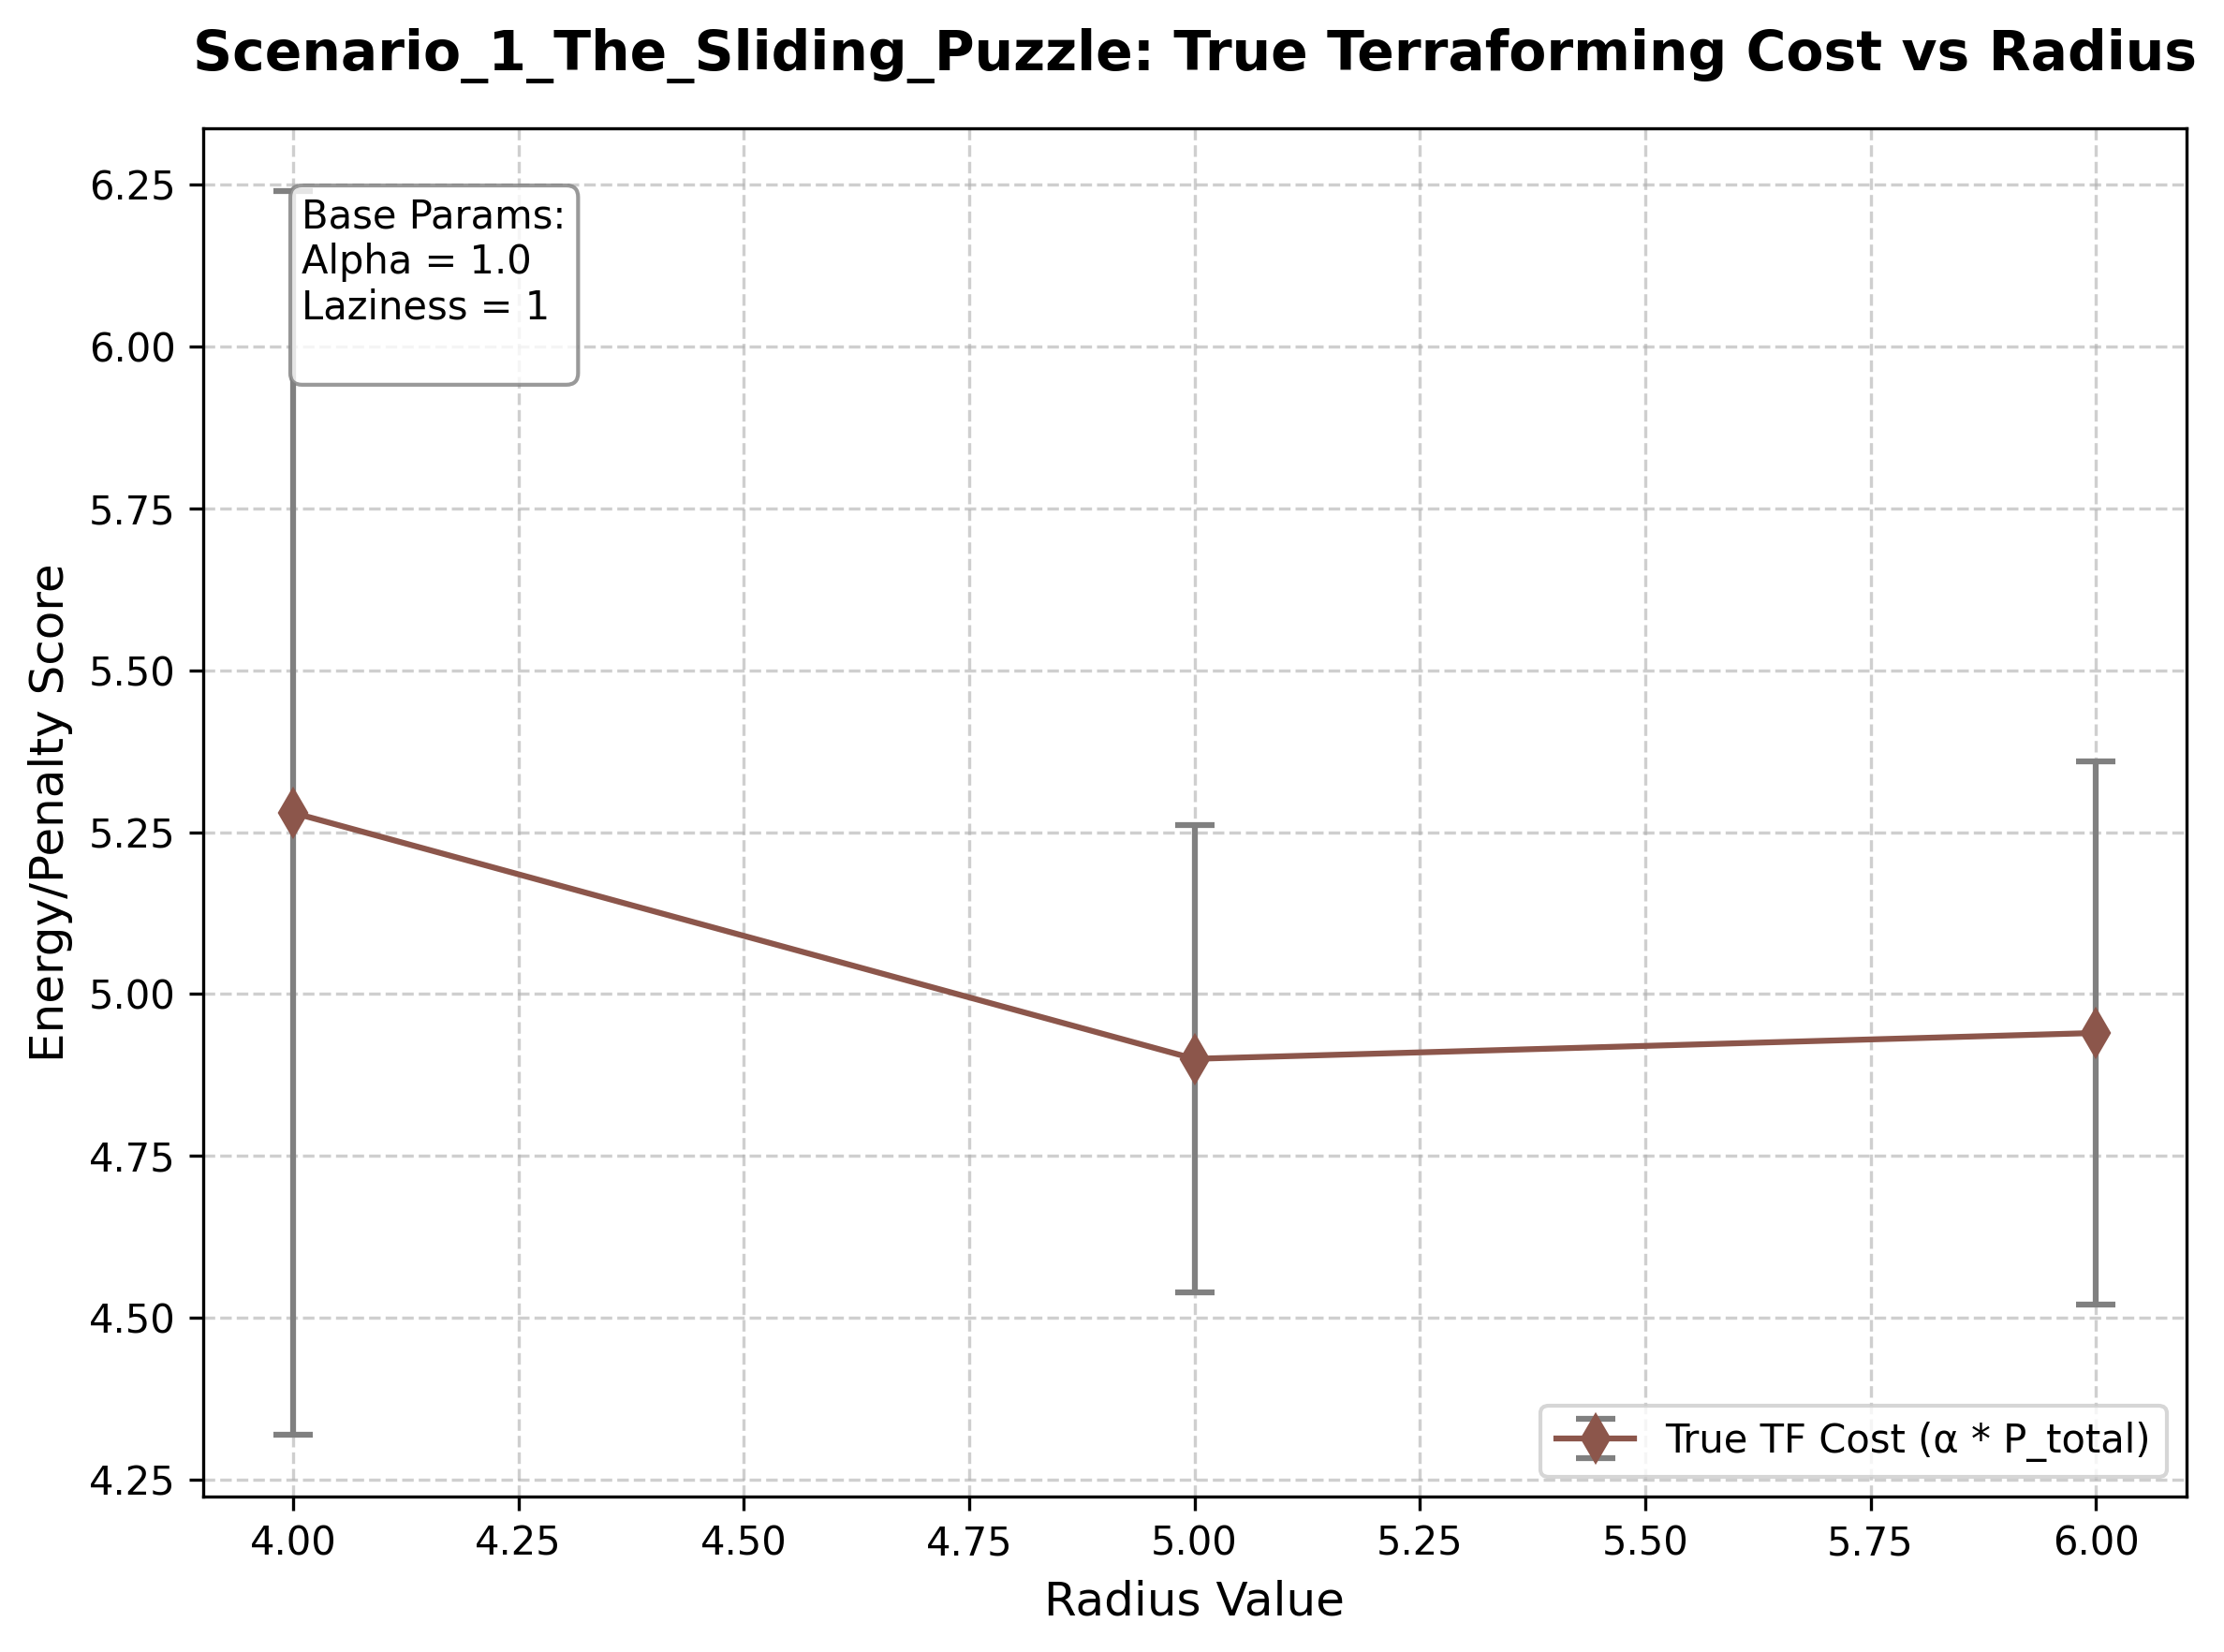 Scenario_1_The_Sliding_Puzzle: True Terraforming Cost vs Radius
Energy/Penalty Score
6.25
6.00
5.75
5.50
5.25
5.00
4.75
4.50
4.25
Base Params:
Alpha = 1.0
Laziness = 1
True TF Cost (α * P_total)
4.00 4.25 4.50 4.75 5.00 5.25 5.50 5.75 6.00
Radius Value